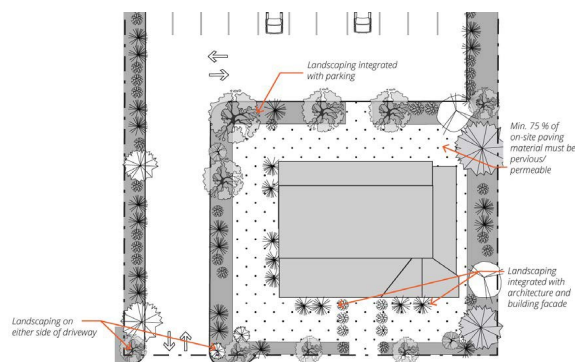 Landscaping integrated
with parking
Min. 75 % of
on-site paving
material must be
pervious/
permeable
Landscaping
integrated with
architecture and
building facade
Landscaping on
either side of driveway